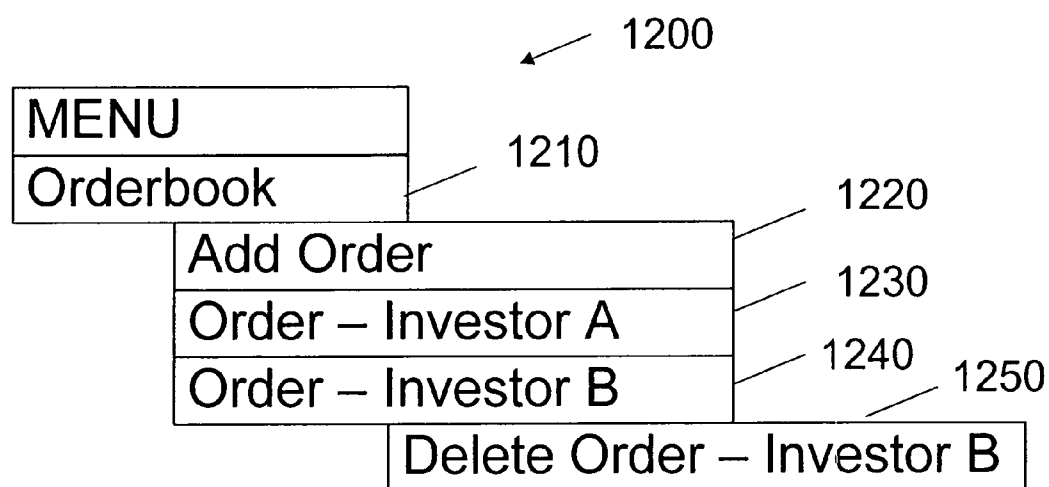 1200
MENU
1210
Orderbook
1220
Add Order
1230
Order – Investor A
1240
Order – Investor B
1250
Delete Order – Investor B